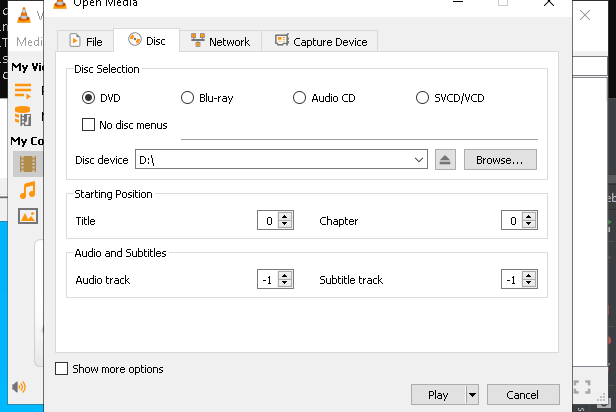 Open Media
Medi
My Vi
My Co
File
Disc
Network
Capture Device
Disc Selection
DVD
Blu-ray
Audio CD
SVCD/VCD
No disc menus
Disc device
D:\
Browse...
Starting Position
Title
0
Chapter
0
Audio and Subtitles
Audio track
-1
Subtitle track
-1
Show more options
Play
Cancel